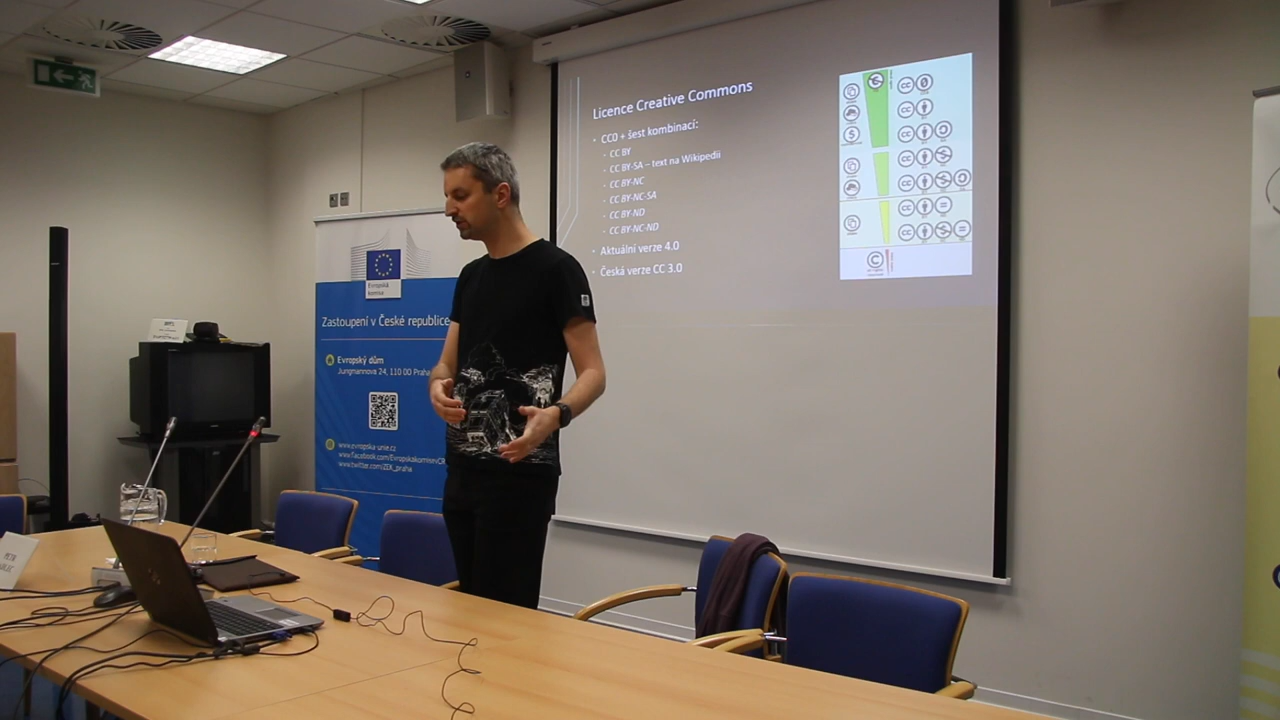 Licence Creative Commons
CC0 + šest kombinací:
CC BY
CC BY-SA – text na Wikipedii
CC BY-NC
CC BY-NC-SA
CC BY-ND
CC BY-NC-ND
Aktuální verze 4.0
Česká verze CC 3.0
Evropská
komise
Zastoupení v České republice
Evropský dům
Jungmannova 24, 110 00 Praha
www.evropska-unie.cz
www.facebook.com/EvropskakomiseVCR
www.twitter.com/ZEK_praha
PETR